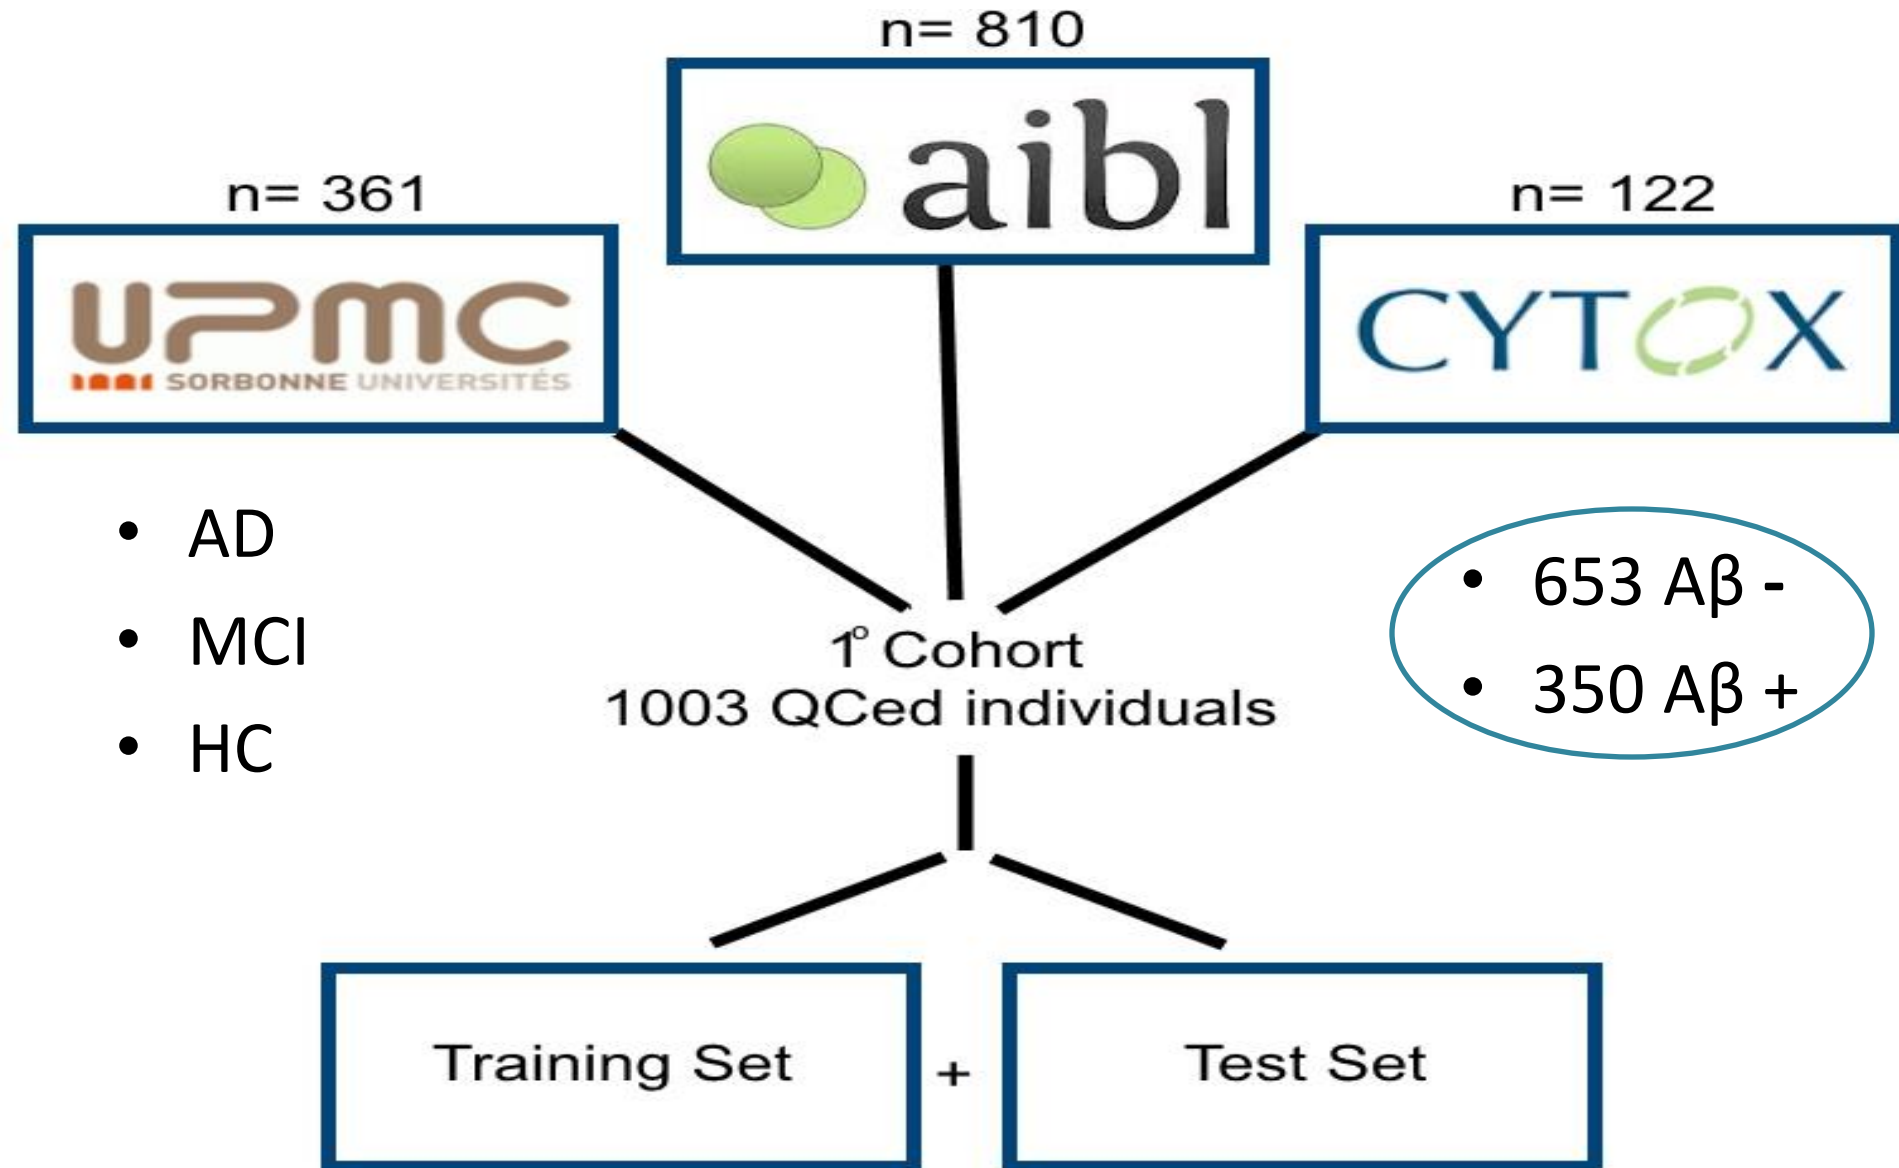 n= 810
aibl
n= 361
UPMC
SORBONNE UNIVERSITÉS
n= 122
CYTOX
• AD
• MCI
• HC
• 653 Aβ -
• 350 Aβ +
1° Cohort
1003 QCed individuals
Training Set
+
Test Set